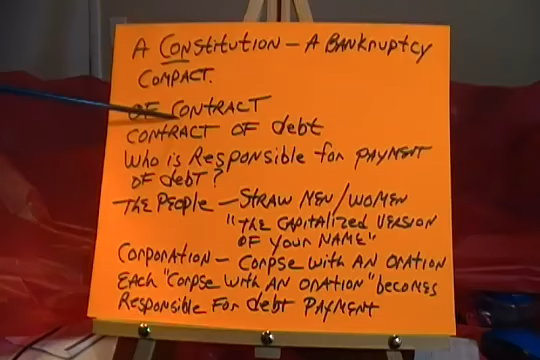 A CONSTITUTION – A BANKRUPTCY
COMPACT.
OF CONTRACT
CONTRACT OF debt
WHO is RESPONSIBLE for PAYMENT
OF debt?
THE PEOPLE – STRAW MEN/WOMEN
"THE CAPITALIZED VERSION
OF YOUR NAME"
CORPORATION – CORPSE with AN ORATION
EACH "CORPSE WITH AN ORATION" becomes
RESPONSIBLE FOR debt PAYMENT